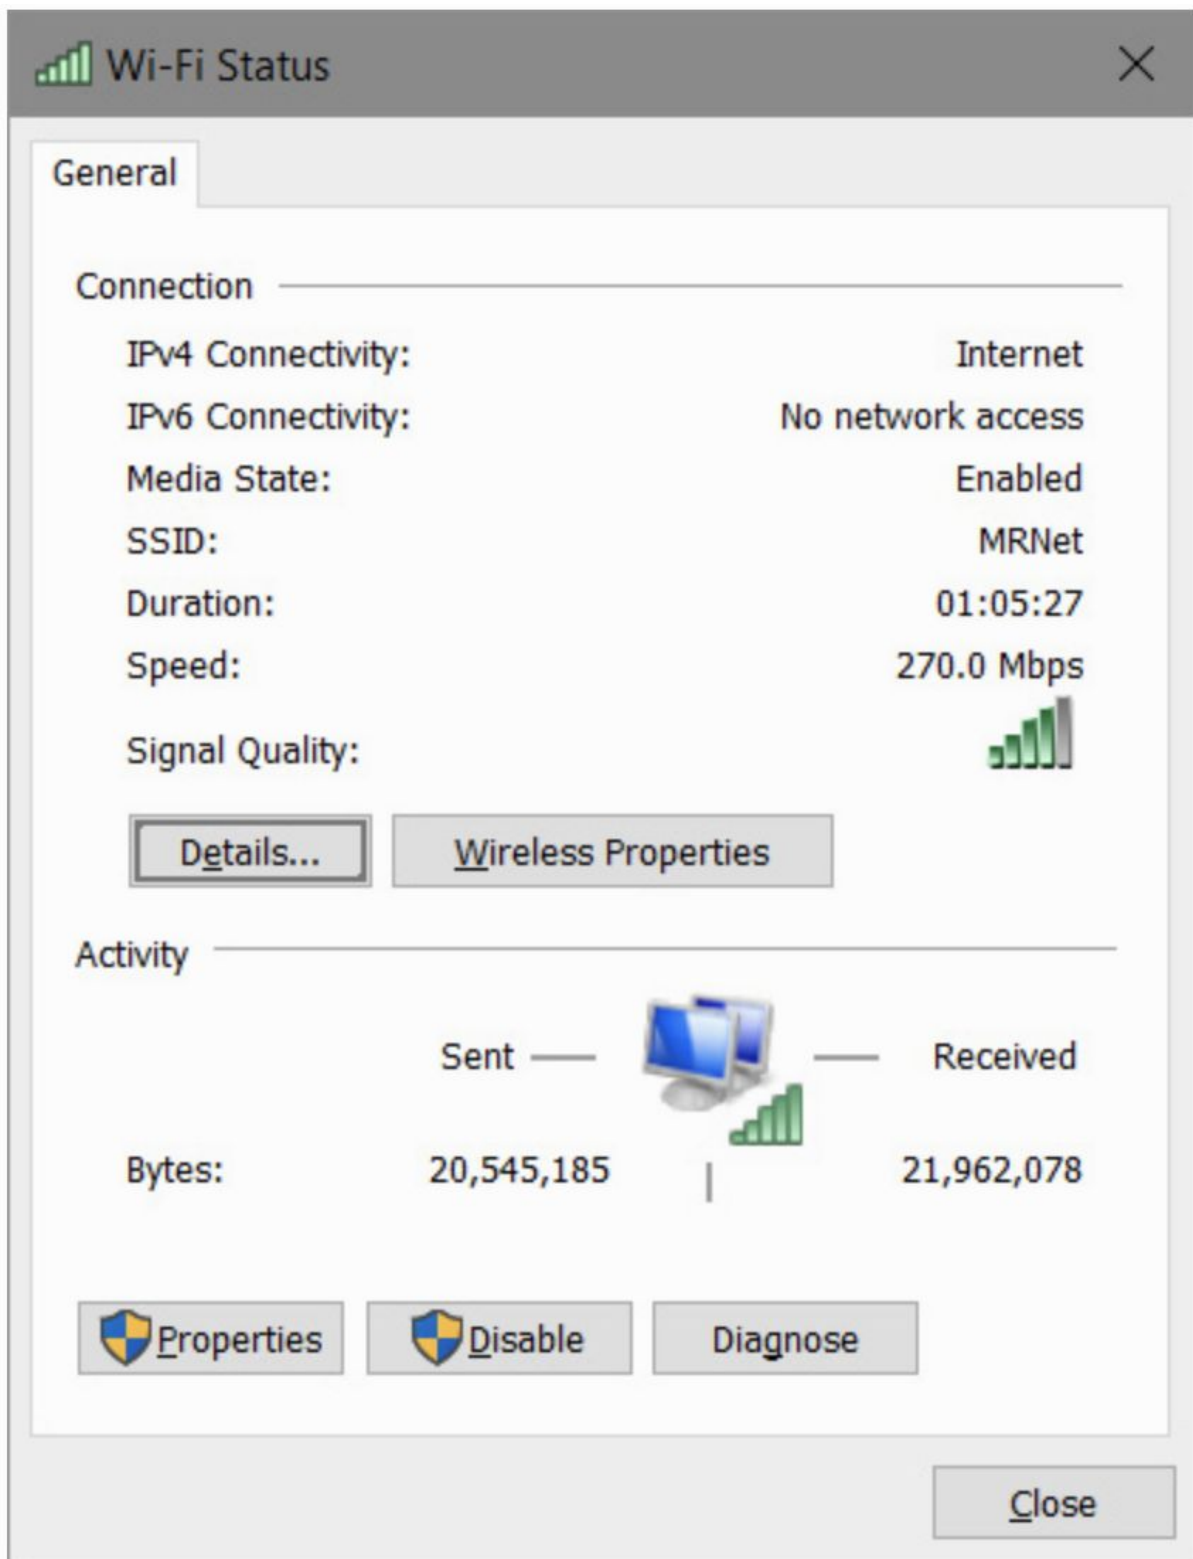 Wi-Fi Status
General
Connection
IPv4 Connectivity: Internet
IPv6 Connectivity: No network access
Media State: Enabled
SSID: MRNet
Duration: 01:05:27
Speed: 270.0 Mbps
Signal Quality:
Details... Wireless Properties
Activity
Sent Received
Bytes: 20,545,185 21,962,078
Properties Disable Diagnose
Close